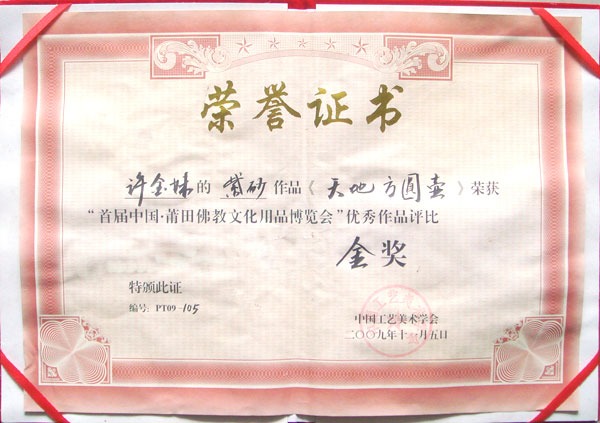 荣誉证书
许金妹的 紫砂 作品《天地方圓壶》荣获
“首届中国·莆田佛教文化用品博览会”优秀作品评比
金奖
特颁此证
编号：PT09-105
中国工艺美术学会
二〇〇九年十一月五日